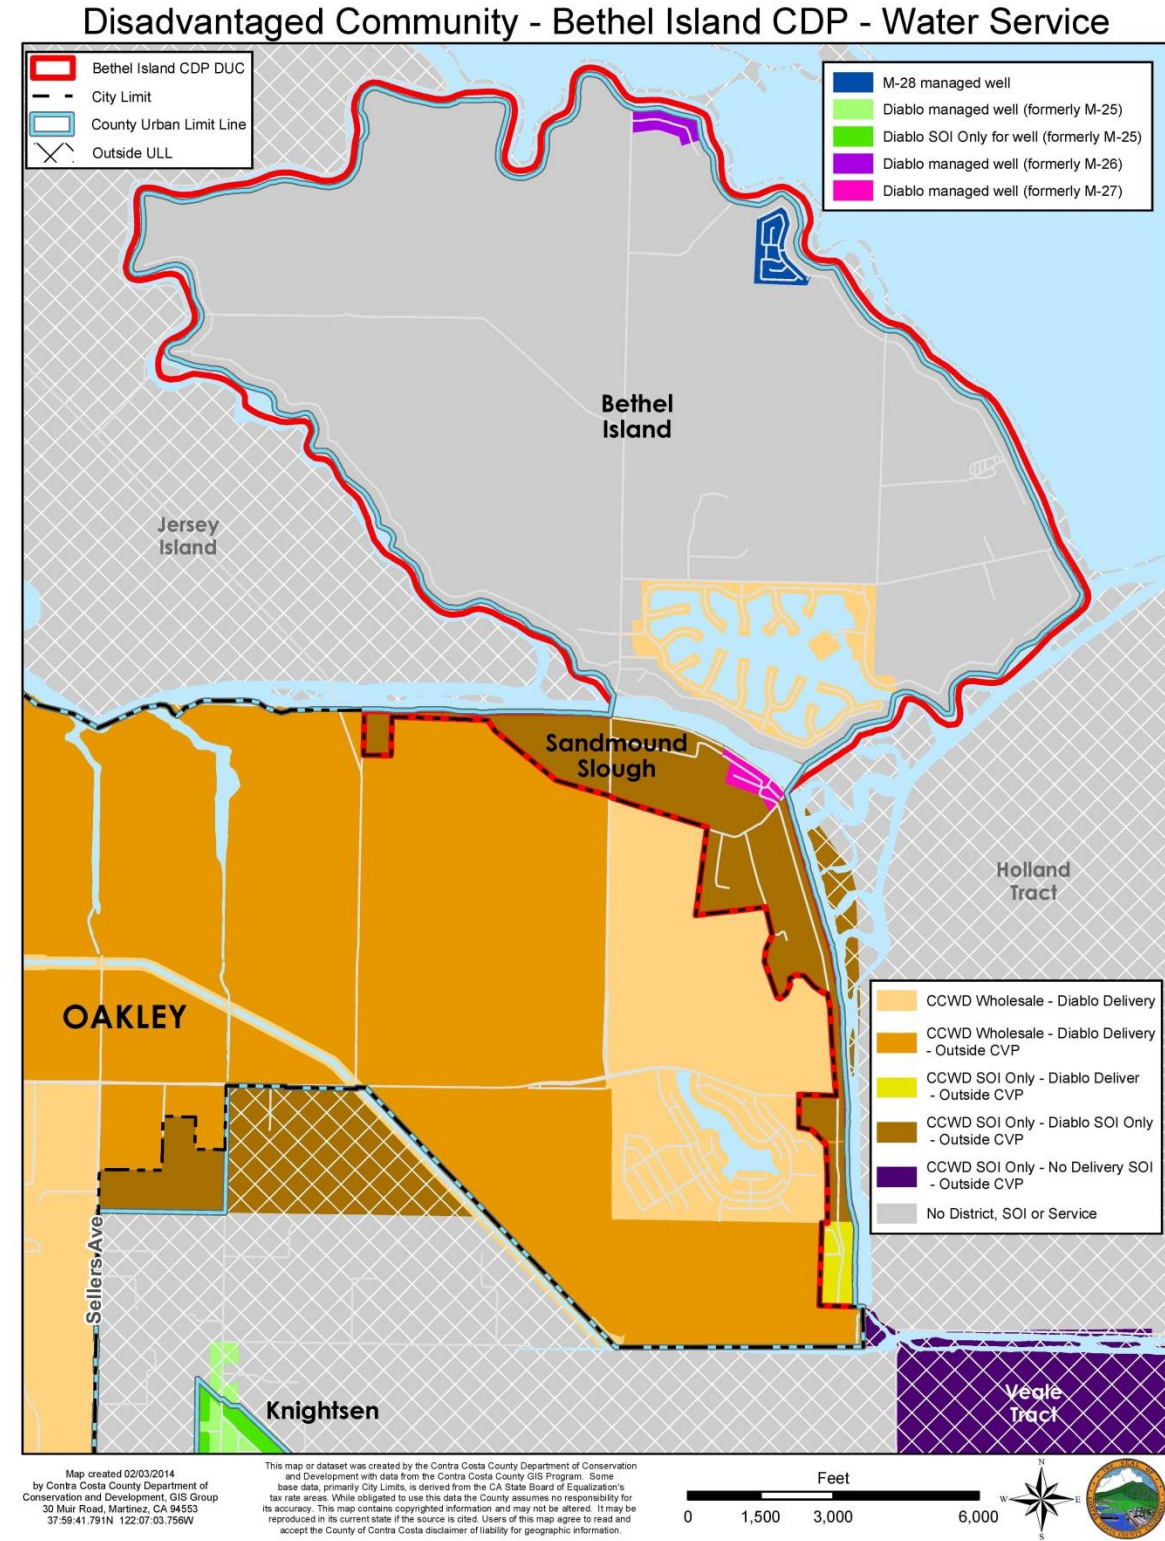 Disadvantaged Community - Bethel Island CDP - Water Service
Bethel Island CDP DUC
City Limit
County Urban Limit Line
Outside ULL
M-28 managed well
Diablo managed well (formerly M-25)
Diablo SOI Only for well (formerly M-25)
Diablo managed well (formerly M-26)
Diablo managed well (formerly M-27)
Bethel
Island
Jersey
Island
Sandmound
Slough
Holland
Tract
OAKLEY
CCWD Wholesale - Diablo Delivery
CCWD Wholesale - Diablo Delivery
- Outside CVP
CCWD SOI Only - Diablo Deliver
- Outside CVP
CCWD SOI Only - Diablo SOI Only
- Outside CVP
CCWD SOI Only - No Delivery SOI
- Outside CVP
No District, SOI or Service
Sellers Ave
Knightsen
Veale
Tract
Map created 02/03/2014
by Contra Costa County Department of
Conservation and Development, GIS Group
30 Muir Road, Martinez, CA 94553
37:59:41.791N 122:07:03.756W
This map or dataset was created by the Contra Costa County Department of Conservation
and Development with data from the Contra Costa County GIS Program. Some
base data, primarily City Limits, is derived from the CA State Board of Equalization's
tax rate areas. While obligated to use this data the County assumes no responsibility for
its accuracy. This map contains copyrighted information and may not be altered. It may be
reproduced in its current state if the source is cited. Users of this map agree to read and
accept the County of Contra Costa disclaimer of liability for geographic information.
Feet
0 1,500 3,000 6,000
N
W E
S